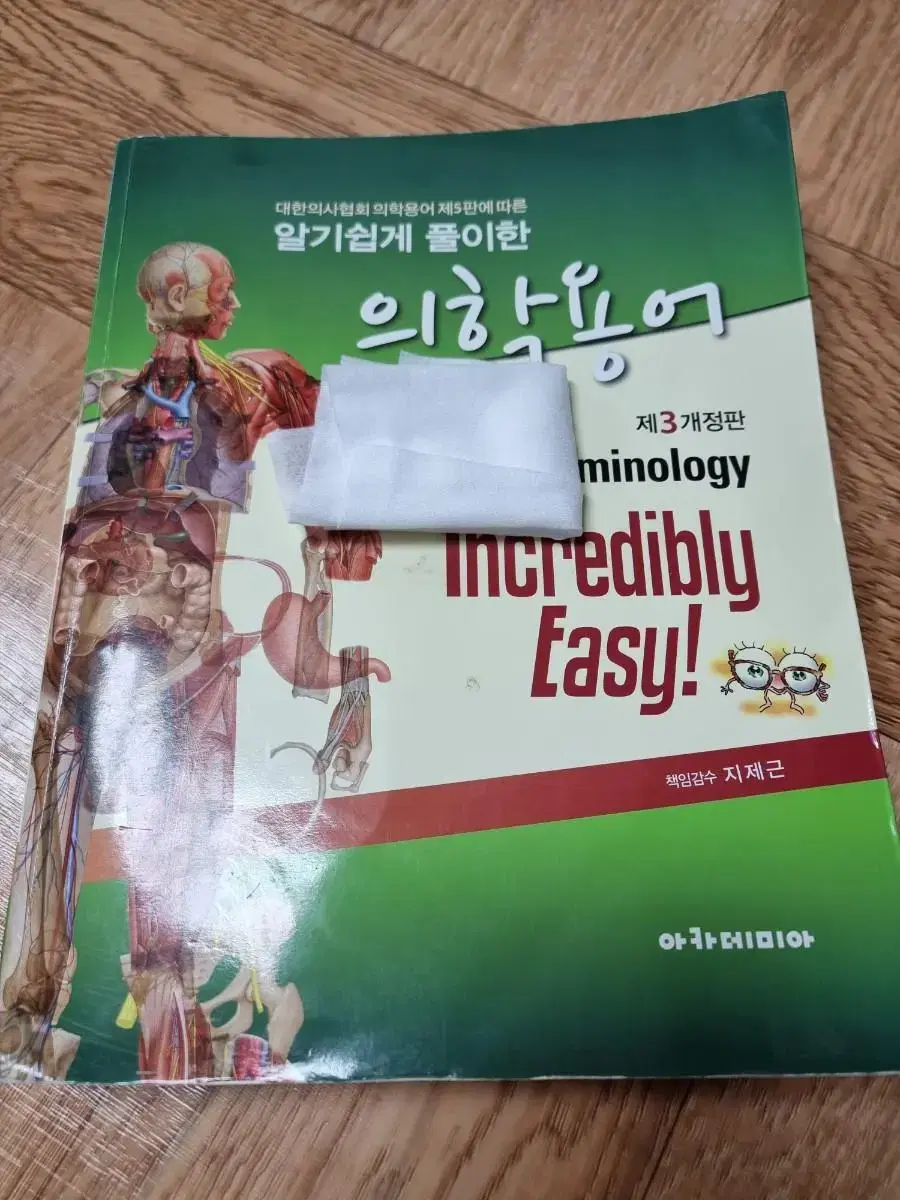 대한의사협회 의학용어 제5판에 따른
알기쉽게 풀이한
의학용어
제3개정판
minology
Incredibly
Easy!
책임감수 지제근
아카데미아